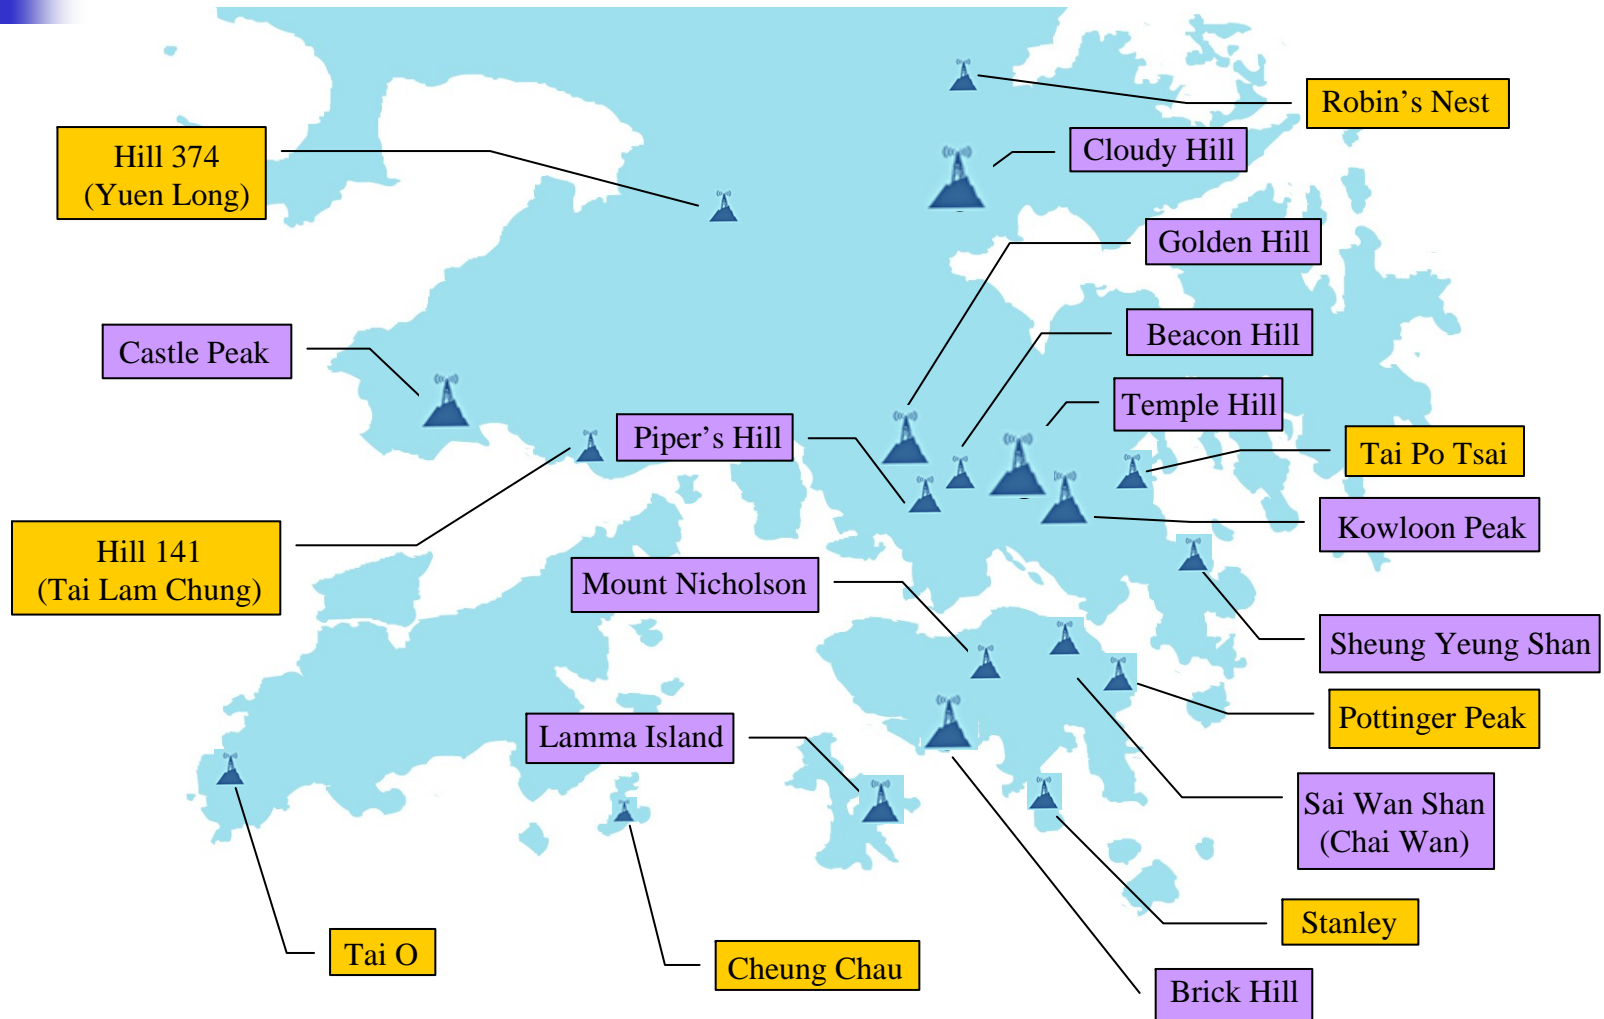 Robin’s Nest
Hill 374
(Yuen Long)
Cloudy Hill
Golden Hill
Beacon Hill
Castle Peak
Temple Hill
Piper’s Hill
Tai Po Tsai
Kowloon Peak
Hill 141
(Tai Lam Chung)
Mount Nicholson
Sheung Yeung Shan
Pottinger Peak
Lamma Island
Sai Wan Shan
(Chai Wan)
Stanley
Tai O
Cheung Chau
Brick Hill